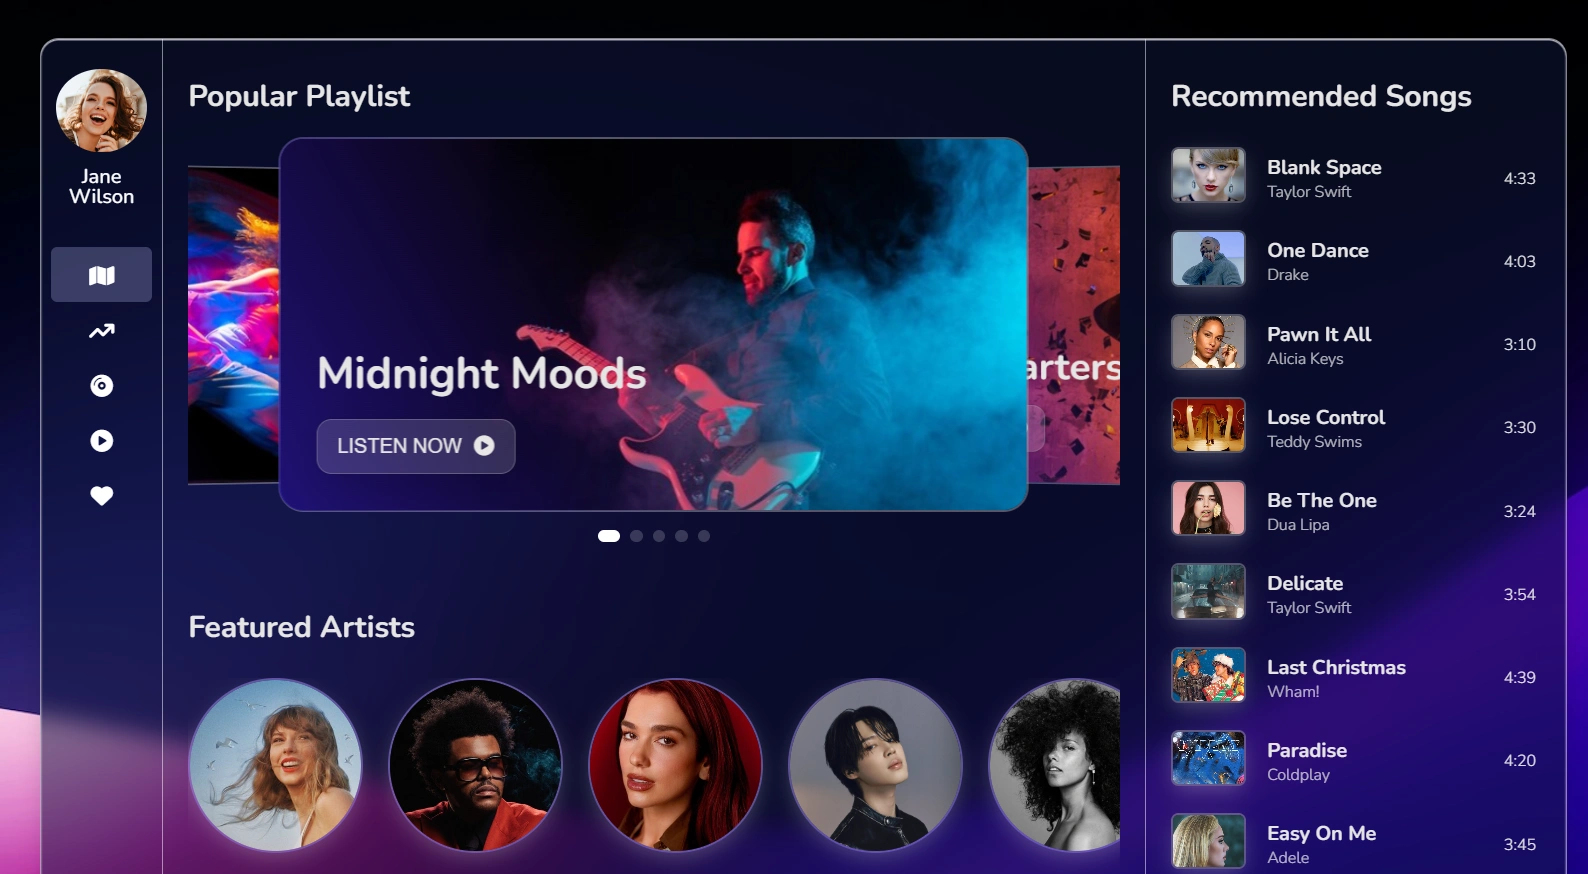 Jane
Wilson
Popular Playlist
Midnight Moods
LISTEN NOW
arters
Featured Artists
Recommended Songs
Blank Space
Taylor Swift
4:33
One Dance
Drake
4:03
Pawn It All
Alicia Keys
3:10
Lose Control
Teddy Swims
3:30
Be The One
Dua Lipa
3:24
Delicate
Taylor Swift
3:54
Last Christmas
Wham!
4:39
Paradise
Coldplay
4:20
Easy On Me
Adele
3:45